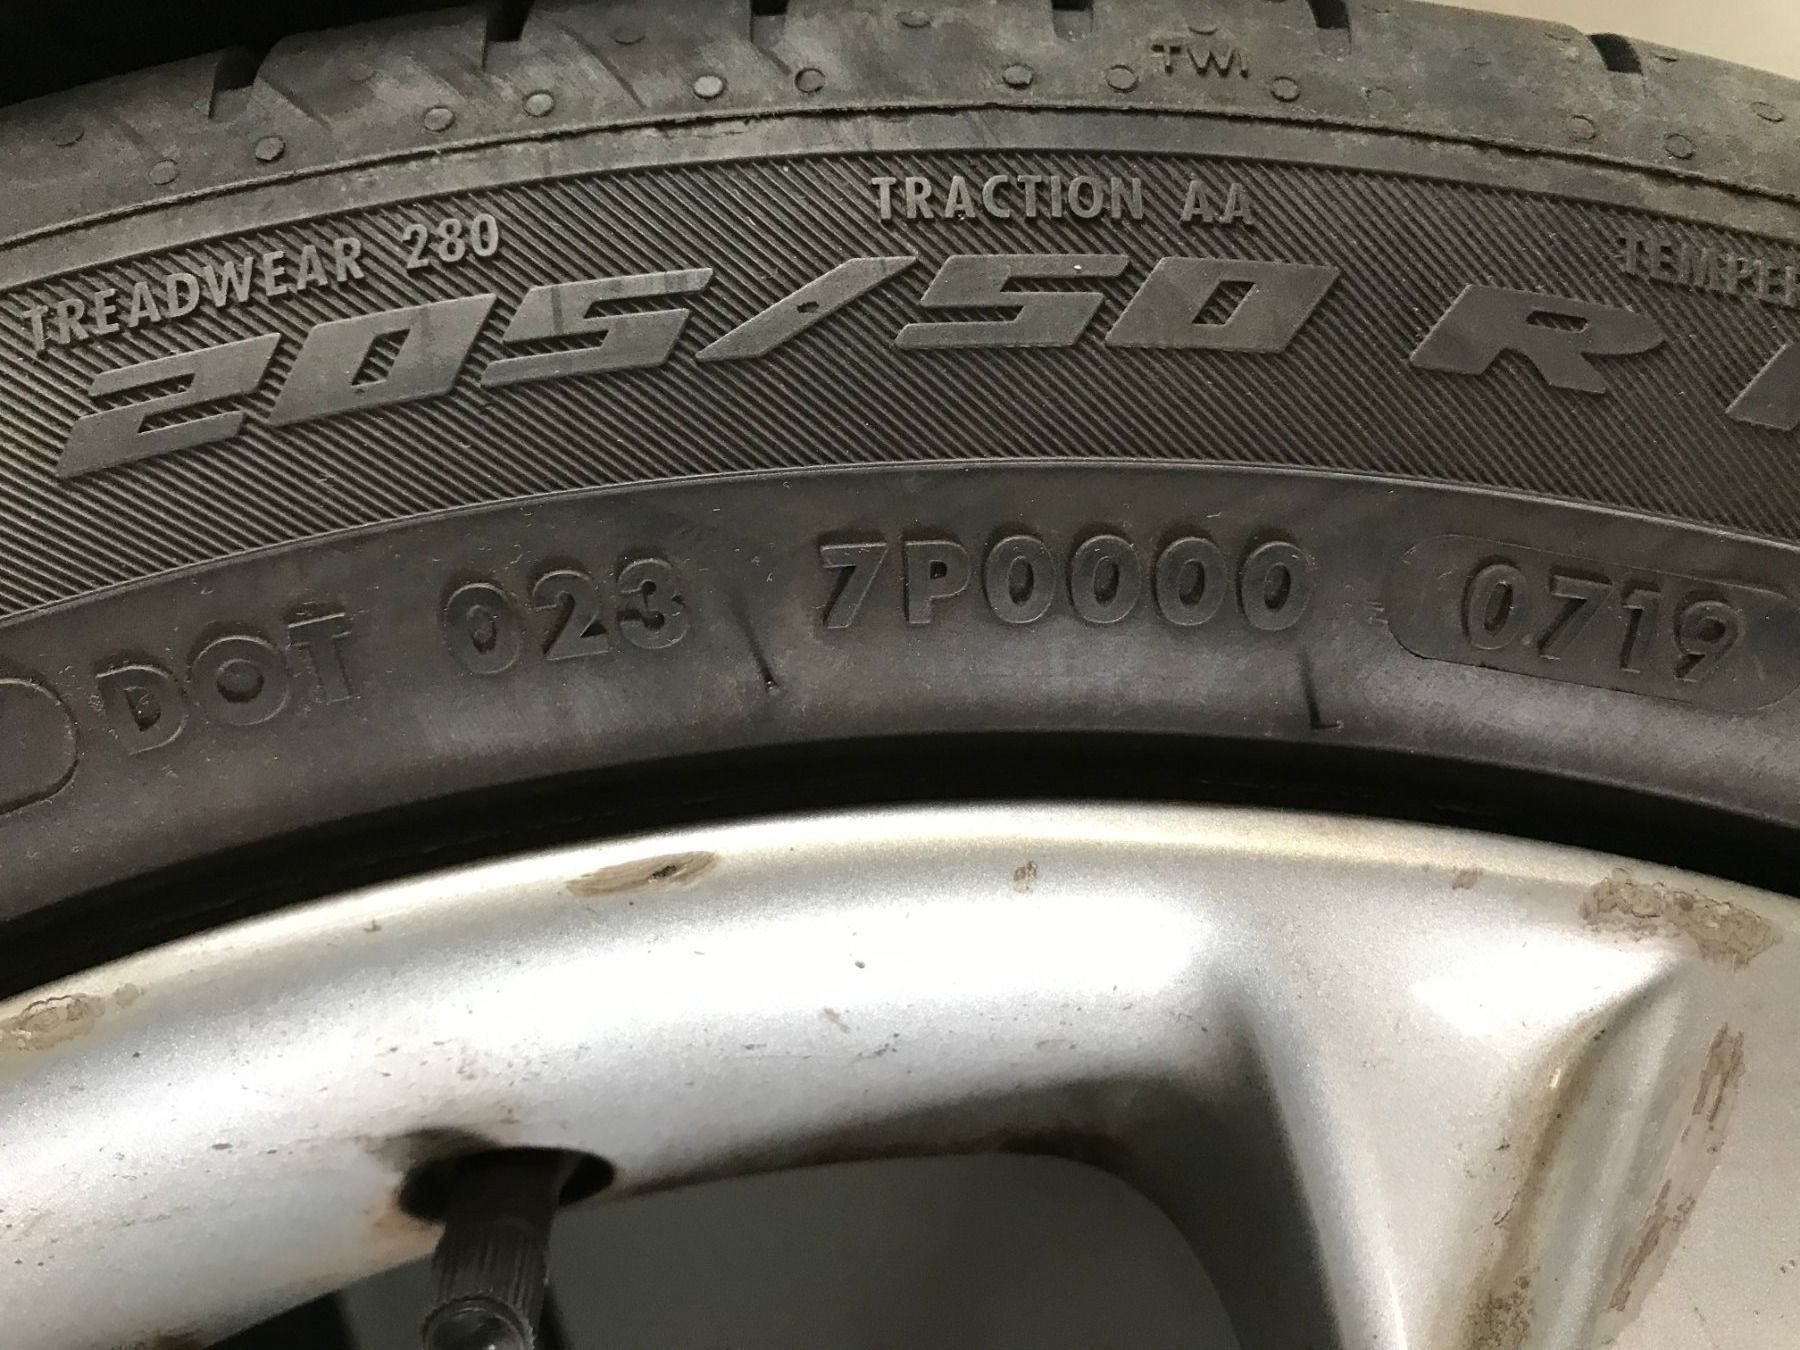 TWI
TREADWEAR 280 TRACTION AA
205/50 R
DOT 023 7P0000 0719